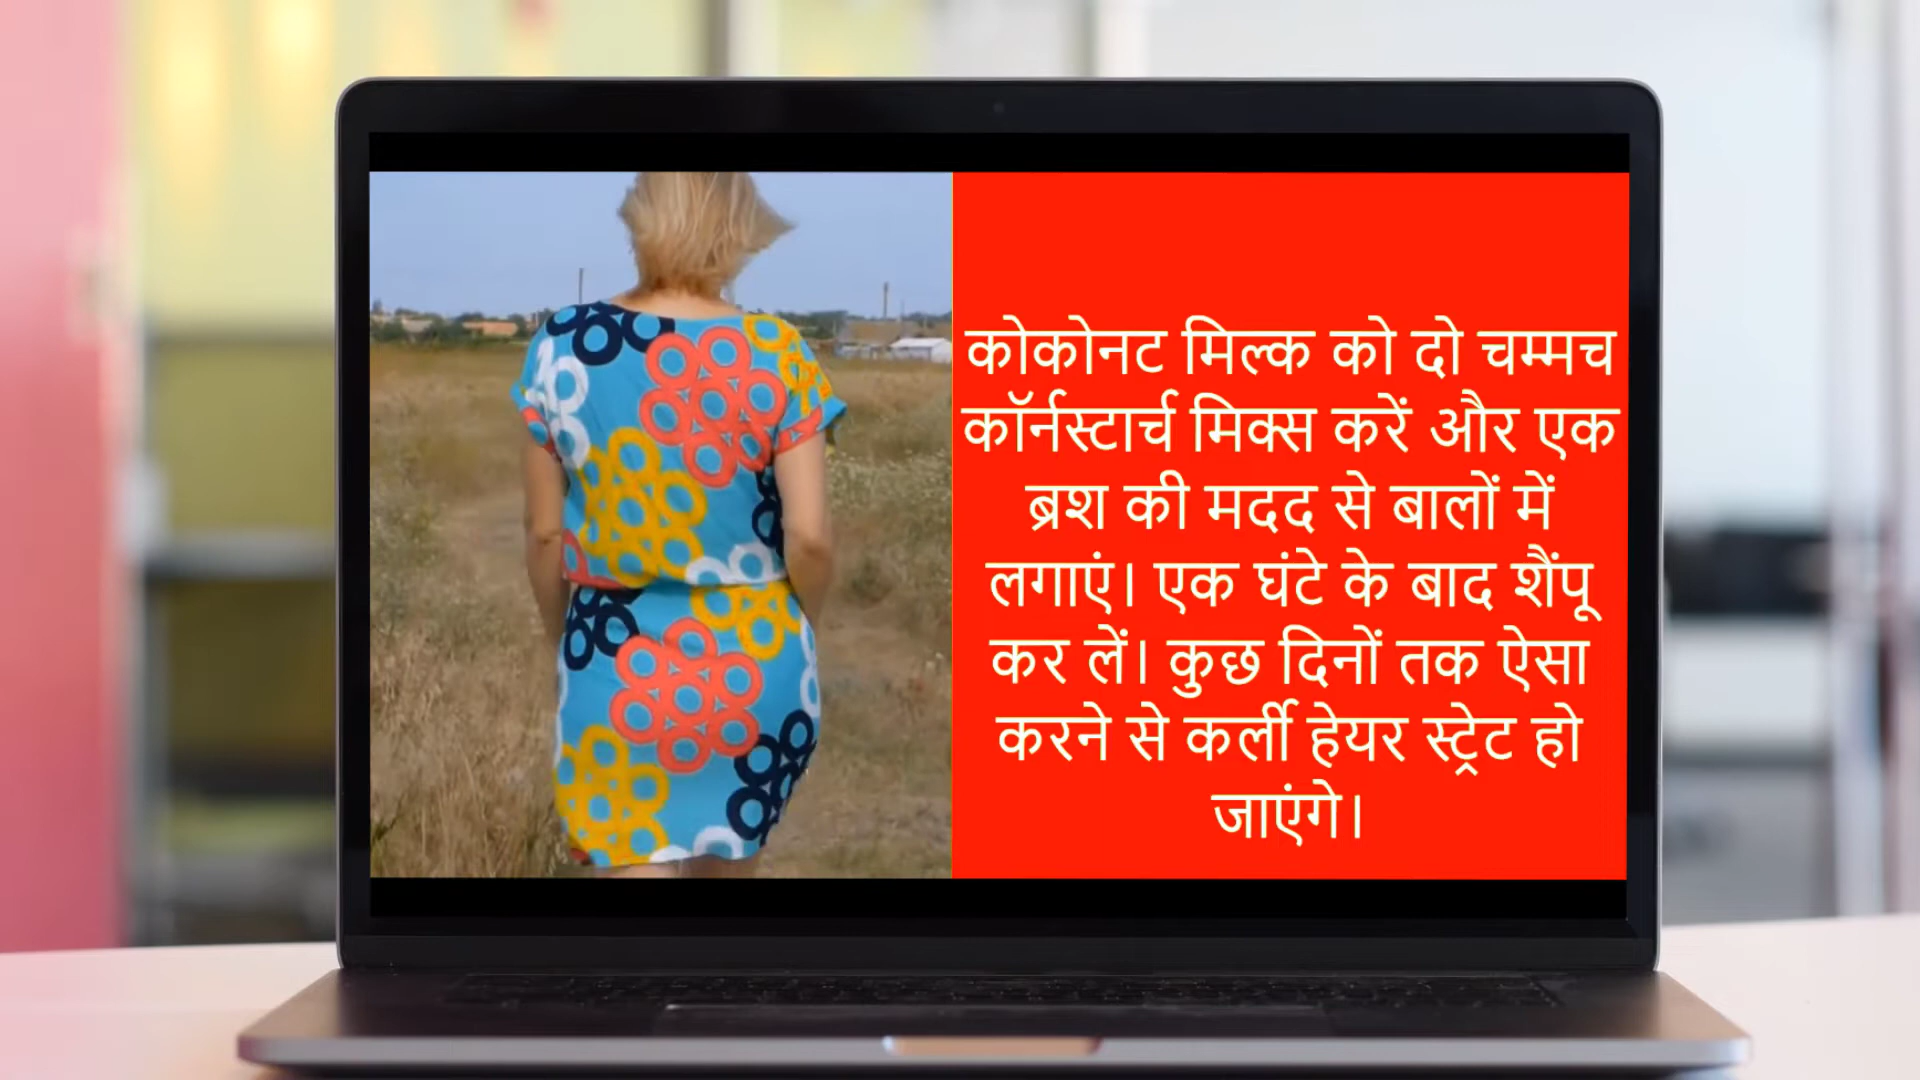 कोकोनट मिल्क को दो चम्मच
कॉर्नस्टार्च मिक्स करें और एक
ब्रश की मदद से बालों में
लगाएं। एक घंटे के बाद शैंपू
कर लें। कुछ दिनों तक ऐसा
करने से कर्ली हेयर स्ट्रेट हो
जाएंगे।